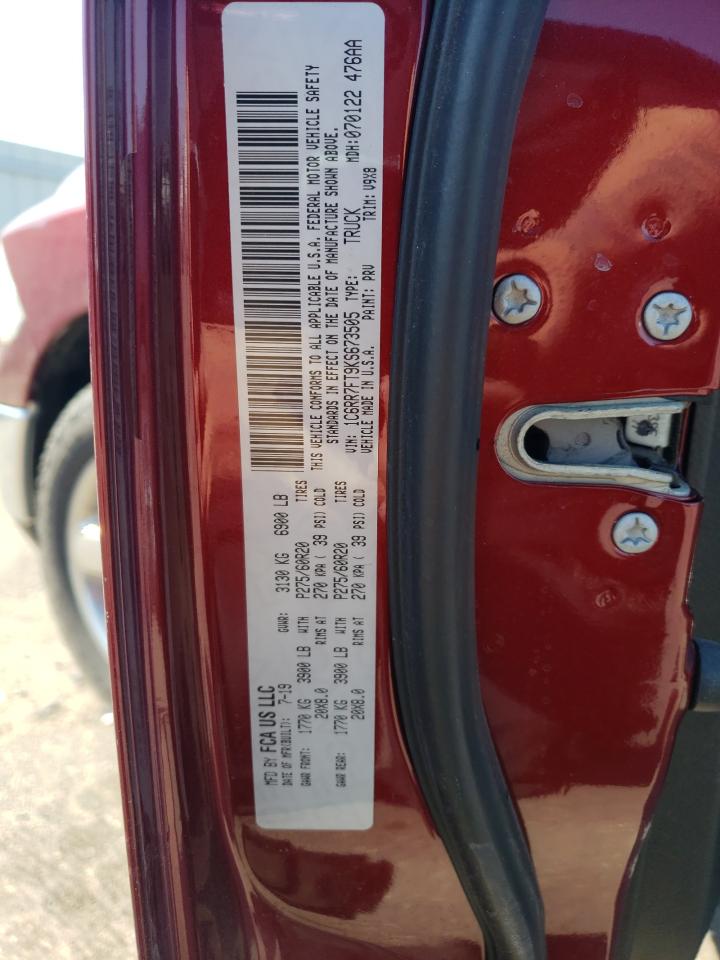 MFD BY FCA US LLC
DATE OF MFR(BUILT): 7-19 GVWR: 3130 KG 6900 LB
GAWR FRONT: 1770 KG 3900 LB WITH P275/60R20 TIRES
20X8.0 RIMS AT 270 KPA ( 39 PSI) COLD
GAWR REAR: 1770 KG 3900 LB WITH P275/60R20 TIRES
20X8.0 RIMS AT 270 KPA ( 39 PSI) COLD
THIS VEHICLE CONFORMS TO ALL APPLICABLE U.S.A. FEDERAL MOTOR VEHICLE SAFETY
STANDARDS IN EFFECT ON THE DATE OF MANUFACTURE SHOWN ABOVE.
VIN: 1C6RR7FT9KS673505 TYPE: TRUCK MDH:070122 476AA
VEHICLE MADE IN U.S.A. PAINT: PRV TRIM: V9X8